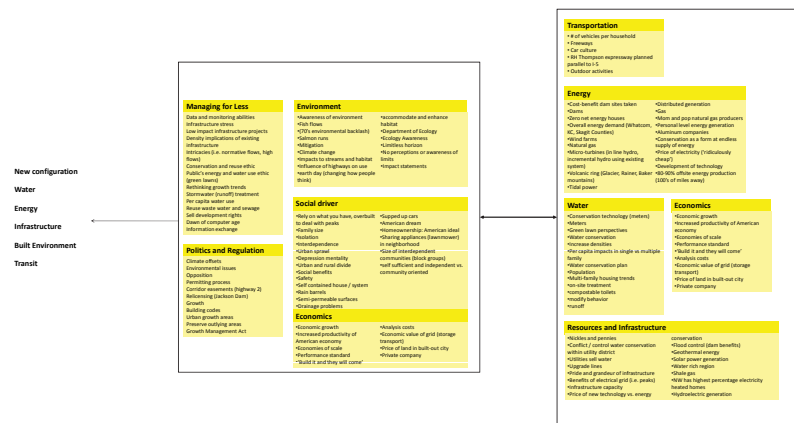 New configuration
Water
Energy
Infrastructure
Built Environment
Transit
Managing for Less
Data and monitoring abilities
Infrastructure stress
Low impact infrastructure projects
Density implications of existing
infrastructure
Intricacies (i.e. normative flows, high
flows)
Conservation and reuse ethic
Public's energy and water use ethic
(green lawns)
Rethinking growth trends
Stormwater (runoff) treatment
Per capita water use
Reuse waste water and sewage
Sell development rights
Dawn of computer age
Information exchange
Politics and Regulation
Climate offsets
Environmental issues
Opposition
Permitting process
Corridor easements (highway 2)
Relicensing (Jackson Dam)
Growth
Building codes
Urban growth areas
Preserve outlying areas
Growth Management Act
Environment
•Awareness of environment
•Fish flows
•(70's environmental backlash)
•Salmon runs
•Mitigation
•Climate change
•Impacts to streams and habitat
•Influence of highways on use
•earth day (changing how people
think)
•accommodate and enhance
habitat
•Department of Ecology
•Ecology Awareness
•Limitless horizon
•No perceptions or awareness of
limits
•Impact statements
Social driver
•Rely on what you have, overbuilt
to deal with peaks
•Family size
•Isolation
•Interdependence
•Urban sprawl
•Depression mentality
•Urban and rural divide
•Social benefits
•Safety
•Self contained house / system
•Rain barrels
•Semi-permeable surfaces
•Drainage problems
•Supped up cars
•American dream
•Homeownership: American ideal
•Sharing appliances (lawnmower)
in neighborhood
•Size of interdependent
communities (block groups)
•self sufficient and independent vs.
community oriented
Economics
•Economic growth
•Increased productivity of
American economy
•Economies of scale
•Performance standard
•'Build it and they will come'
•Analysis costs
•Economic value of grid (storage
transport)
•Price of land in built-out city
•Private company
Transportation
• # of vehicles per household
• Freeways
• Car culture
• RH Thompson expressway planned
parallel to I-5
• Outdoor activities
Energy
•Cost-benefit dam sites taken
•Dams
•Zero net energy houses
•Overall energy demand (Whatcom,
KC, Skagit Counties)
•Wind farms
•Natural gas
•Micro-turbines (in line hydro,
incremental hydro using existing
system)
•Volcanic ring (Glacier, Rainer, Baker
mountains)
•Tidal power
•Distributed generation
•Gas
•Mom and pop natural gas producers
•Personal level energy generation
•Aluminum companies
•Conservation as a form at endless
supply of energy
•Price of electricity ('ridiculously
cheap')
•Development of technology
•80-90% offsite energy production
(100's of miles away)
Water
•Conservation technology (meters)
•Meters
•Green lawn perspectives
•Water conservation
•Increase densities
•Per capita impacts in single vs multiple
family
•Water conservation plan
•Population
•Multi-family housing trends
•on-site treatment
•compostable toilets
•modify behavior
•runoff
Economics
•Economic growth
•Increased productivity of American
economy
•Economies of scale
•Performance standard
•'Build it and they will come'
•Analysis costs
•Economic value of grid (storage
transport)
•Price of land in built-out city
•Private company
Resources and Infrastructure
•Nickles and pennies
•Conflict / control water conservation
within utility district
•Utilities sell water
•Upgrade lines
•Pride and grandeur of infrastructure
•Benefits of electrical grid (i.e. peaks)
•Infrastructure capacity
•Price of new technology vs. energy
conservation
•Flood control (dam benefits)
•Geothermal energy
•Solar power generation
•Water rich region
•Shale gas
•NW has highest percentage electricity
heated homes
•Hydroelectric generation